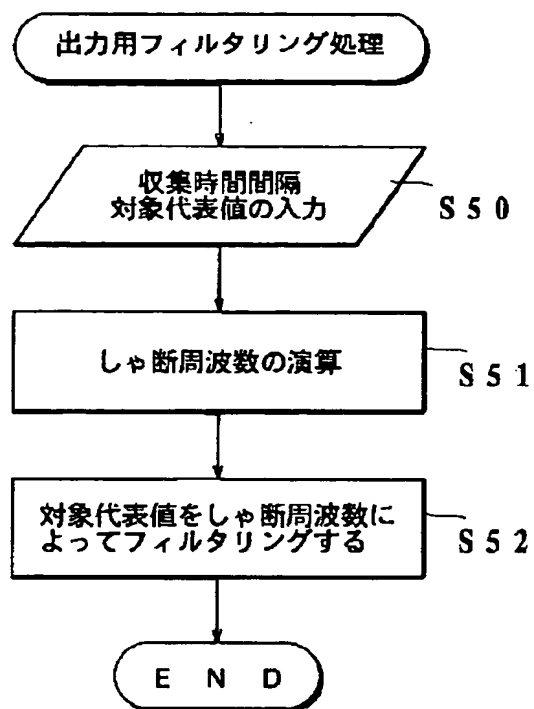 出力用フィルタリング処理
収集時間間隔
対象代表値の入力
S50
しゃ断周波数の演算
S51
対象代表値をしゃ断周波数に
よってフィルタリングする
S52
END